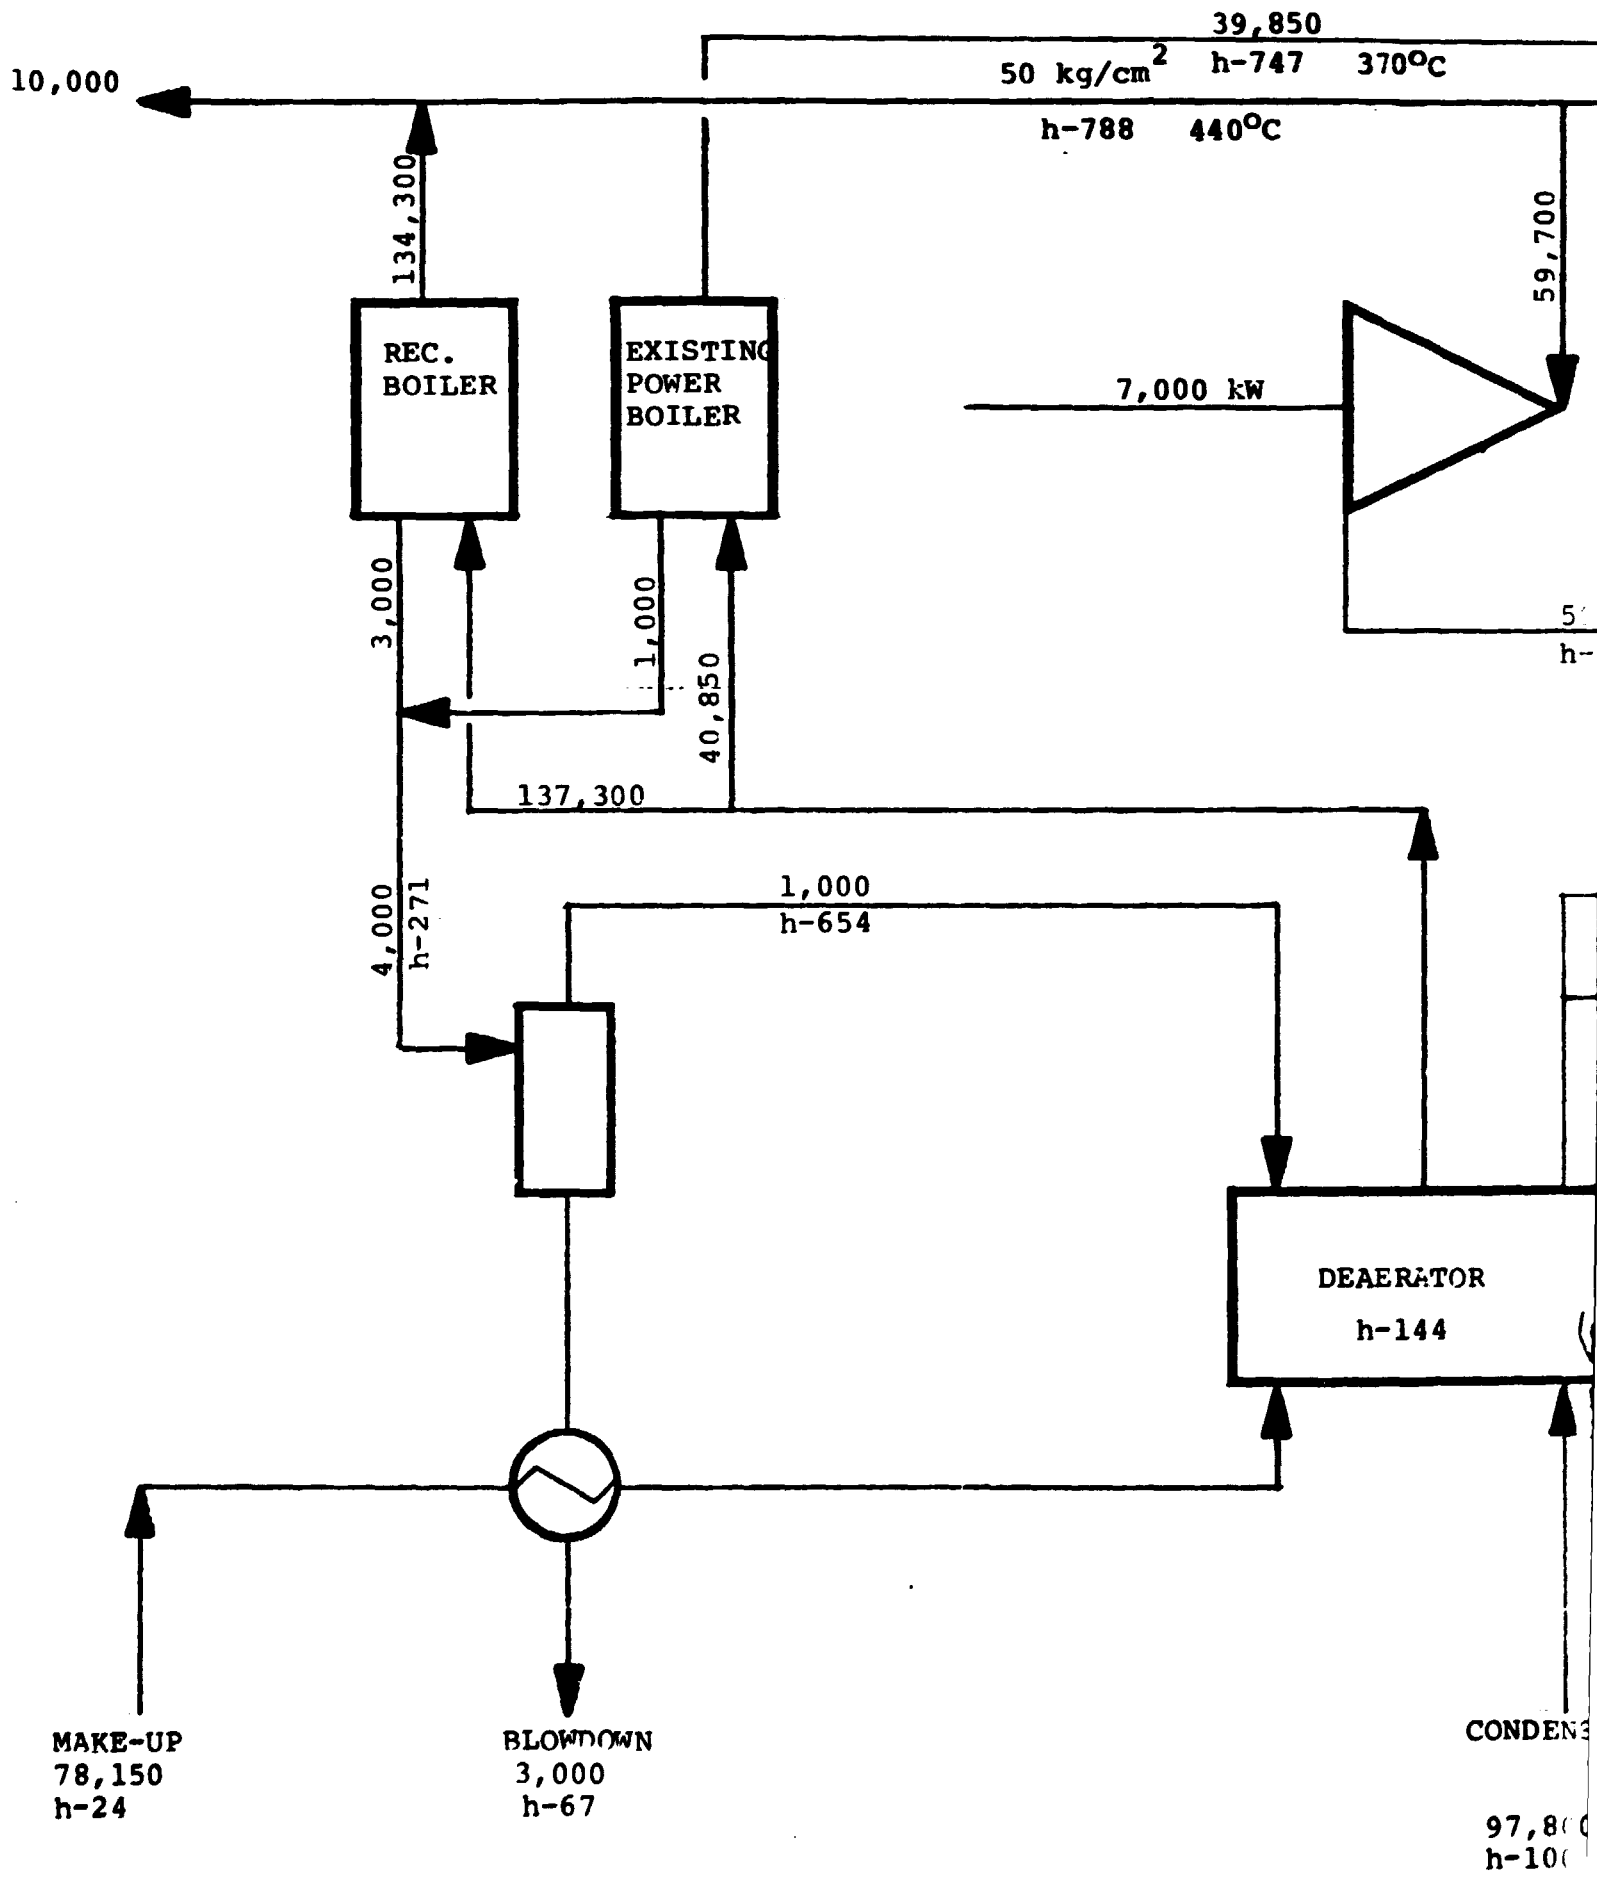 39,850
50 kg/cm² h-747 370°C
10,000
h-788 440°C
134,300
59,700
REC.
BOILER
EXISTING
POWER
BOILER
7,000 kW
3,000
1,000
40,850
h-
137,300
4,000
h-271
1,000
h-654
DEAERATOR
h-144
MAKE-UP
78,150
h-24
BLOWDOWN
3,000
h-67